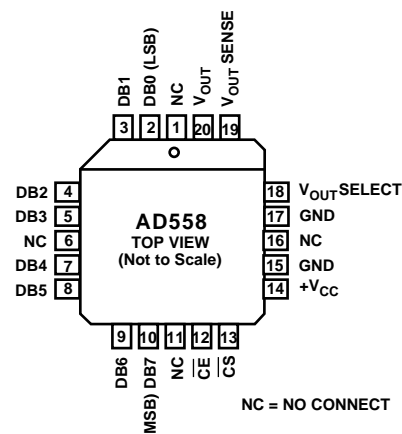 DB1
DB0 (LSB)
NC
VOUT
VOUT SENSE
3 2 1 20 19
DB2 4
DB3 5
NC 6
DB4 7
DB5 8
AD558
TOP VIEW
(Not to Scale)
18 VOUT SELECT
17 GND
16 NC
15 GND
14 +VCC
9 10 11 12 13
DB6
MSB) DB7
NC
CE
CS
NC = NO CONNECT